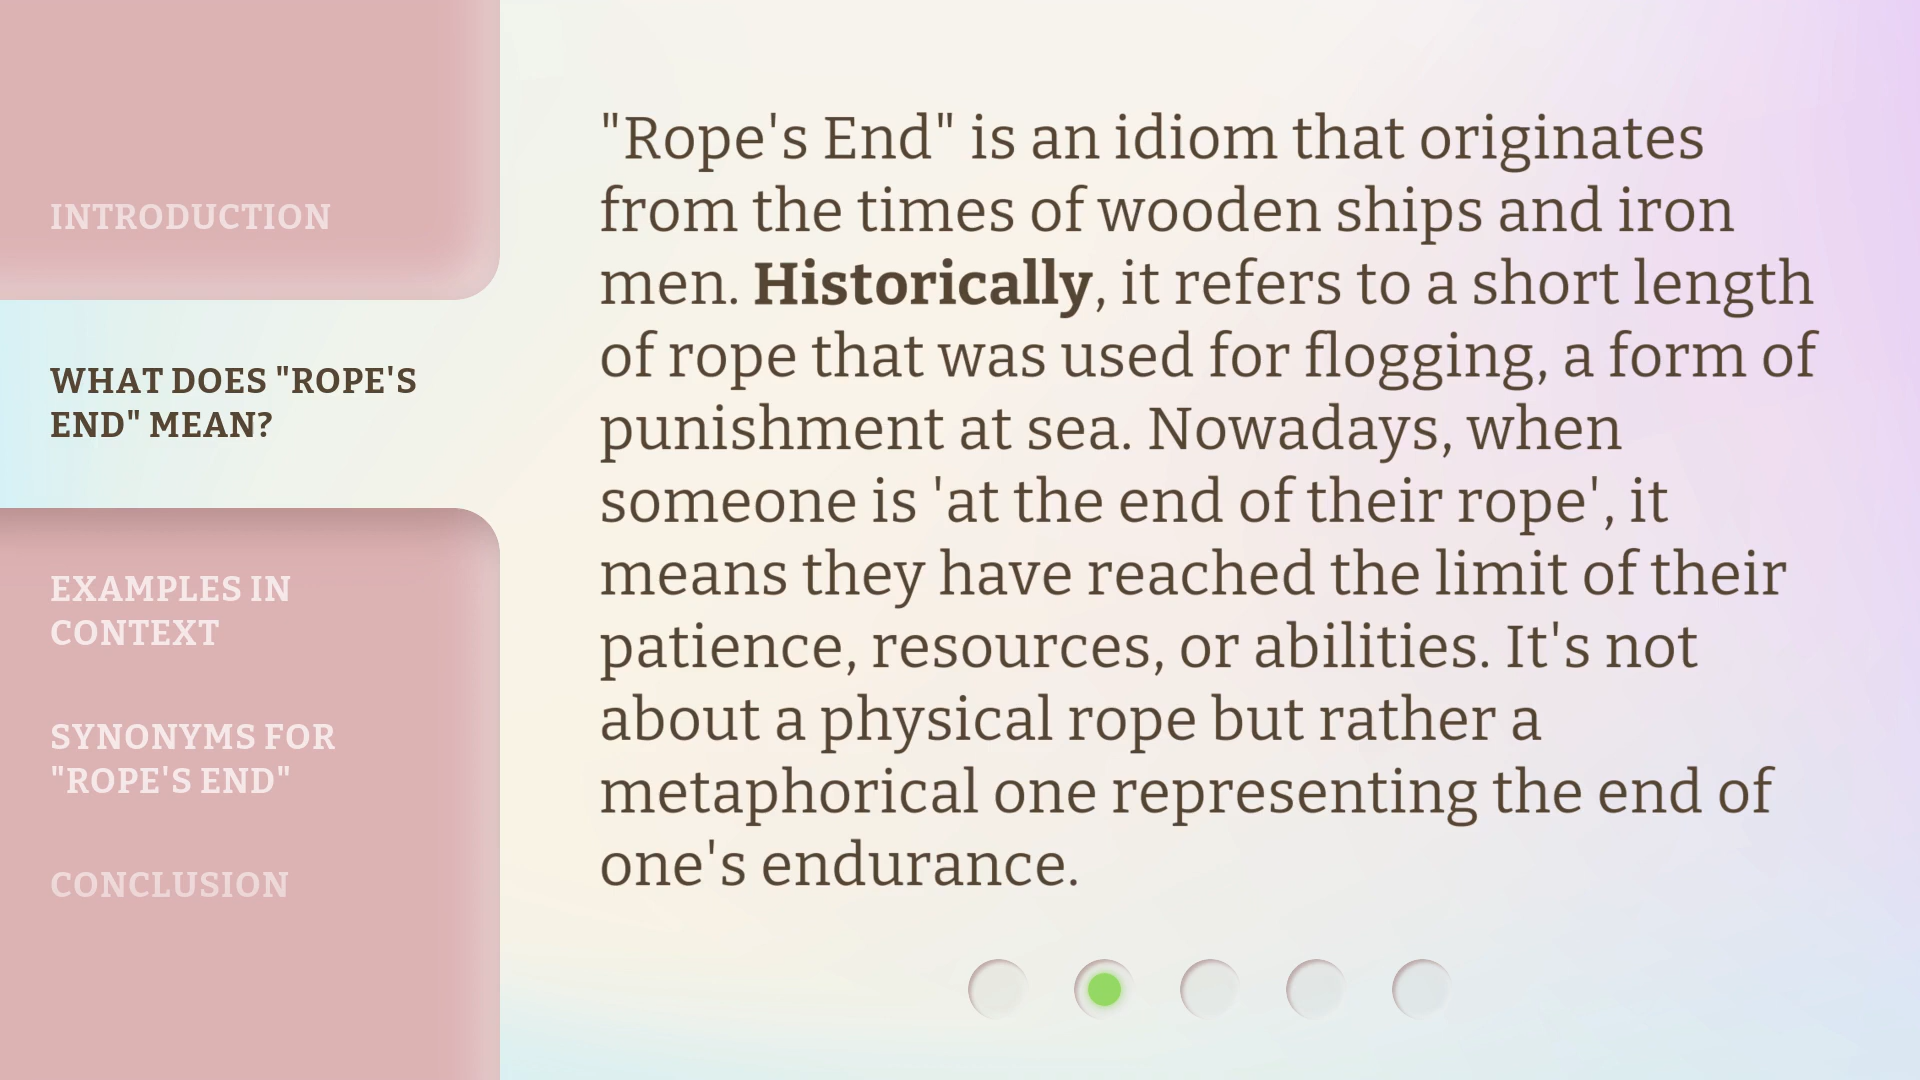 INTRODUCTION
WHAT DOES "ROPE'S
END" MEAN?
EXAMPLES IN
CONTEXT
SYNONYMS FOR
"ROPE'S END"
CONCLUSION
"Rope's End" is an idiom that originates
from the times of wooden ships and iron
men. Historically, it refers to a short length
of rope that was used for flogging, a form of
punishment at sea. Nowadays, when
someone is 'at the end of their rope', it
means they have reached the limit of their
patience, resources, or abilities. It's not
about a physical rope but rather a
metaphorical one representing the end of
one's endurance.